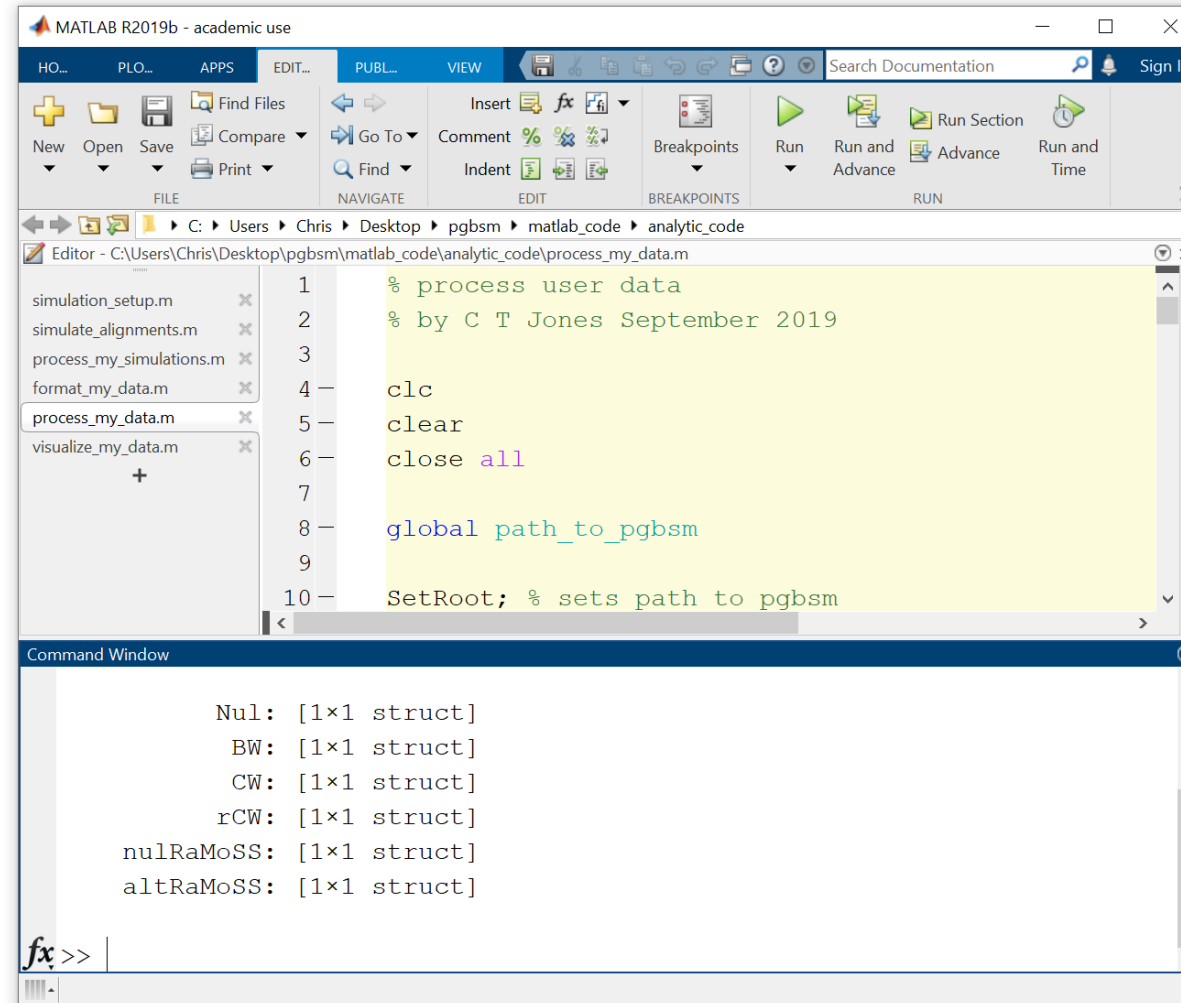 MATLAB R2019b - academic use
HO... PLO... APPS EDIT... PUBL... VIEW Search Documentation Sign I
Find Files Insert fx
New Open Save Compare Go To Comment Breakpoints Run Run and Advance Run Section Advance Run and Time
Print Find Indent
FILE NAVIGATE EDIT BREAKPOINTS RUN
C: Users Chris Desktop pgbsm matlab_code analytic_code
Editor - C:\Users\Chris\Desktop\pgbsm\matlab_code\analytic_code\process_my_data.m
simulation_setup.m
simulate_alignments.m
process_my_simulations.m
format_my_data.m
process_my_data.m
visualize_my_data.m
+
1 % process user data
2 % by C T Jones September 2019
3
4 – clc
5 – clear
6 – close all
7
8 – global path_to_pgbsm
9
10 – SetRoot; % sets path to pgbsm
Command Window
Nul: [1×1 struct]
BW: [1×1 struct]
CW: [1×1 struct]
rCW: [1×1 struct]
nulRaMoSS: [1×1 struct]
altRaMoSS: [1×1 struct]
fx >>